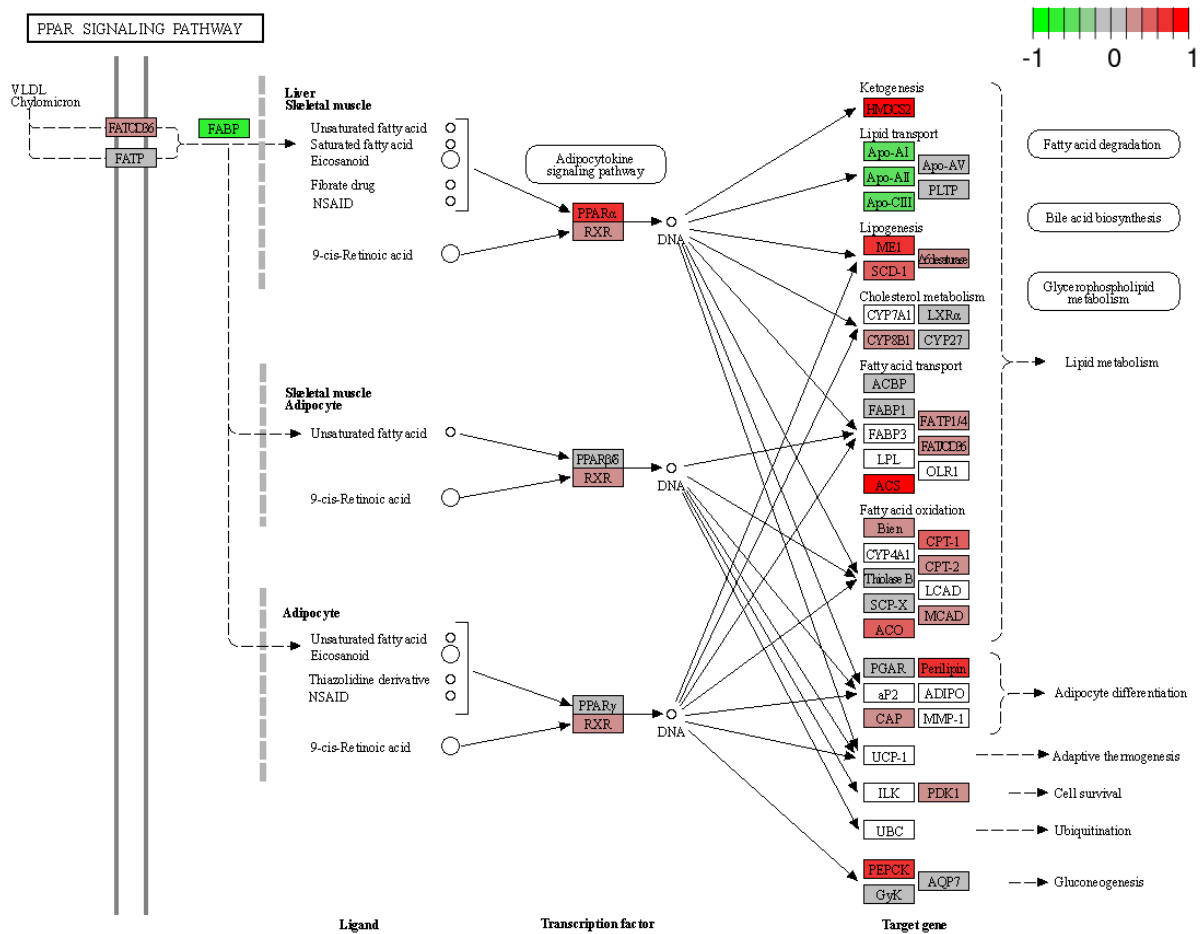 PPAR SIGNALING PATHWAY
-1 0 1
VLDL
Chylomicron
FAT/CD36
FATP
FABP
Liver
Skeletal muscle
Unsaturated fatty acid
Saturated fatty acid
Eicosanoid
Fibrate drug
NSAID
9-cis-Retinoic acid
Adipocytokine
signaling pathway
PPARα
RXR
DNA
Skeletal muscle
Adipocyte
Unsaturated fatty acid
9-cis-Retinoic acid
PPARβ/δ
RXR
DNA
Adipocyte
Unsaturated fatty acid
Eicosanoid
Thiazolidine derivative
NSAID
9-cis-Retinoic acid
PPARγ
RXR
DNA
Ketogenesis
HMGCS2
Lipid transport
Apo-AI
Apo-AII
Apo-CIII
Apo-AV
PLTP
Lipogenesis
ME1
SCD-1
Cholesterol metabolism
CYP7A1
LXRα
CYP8B1
CYP27
Fatty acid transport
ACBP
FABP1
FABP3
LPL
ACS
FATP1/4
FAT/CD36
OLR1
Fatty acid oxidation
Bien
CYP4A1
Thiolase B
SCP-X
ACO
CPT-1
CPT-2
LCAD
MCAD
PGAR
Perilipin
aP2
ADIPO
CAP
MMP-1
UCP-1
ILK
PDK1
UBC
PEPCK
GyK
AQP7
Fatty acid degradation
Bile acid biosynthesis
Glycerophospholipid
metabolism
Lipid metabolism
Adipocyte differentiation
Adaptive thermogenesis
Cell survival
Ubiquitination
Gluconeogenesis
Ligand
Transcription factor
Target gene